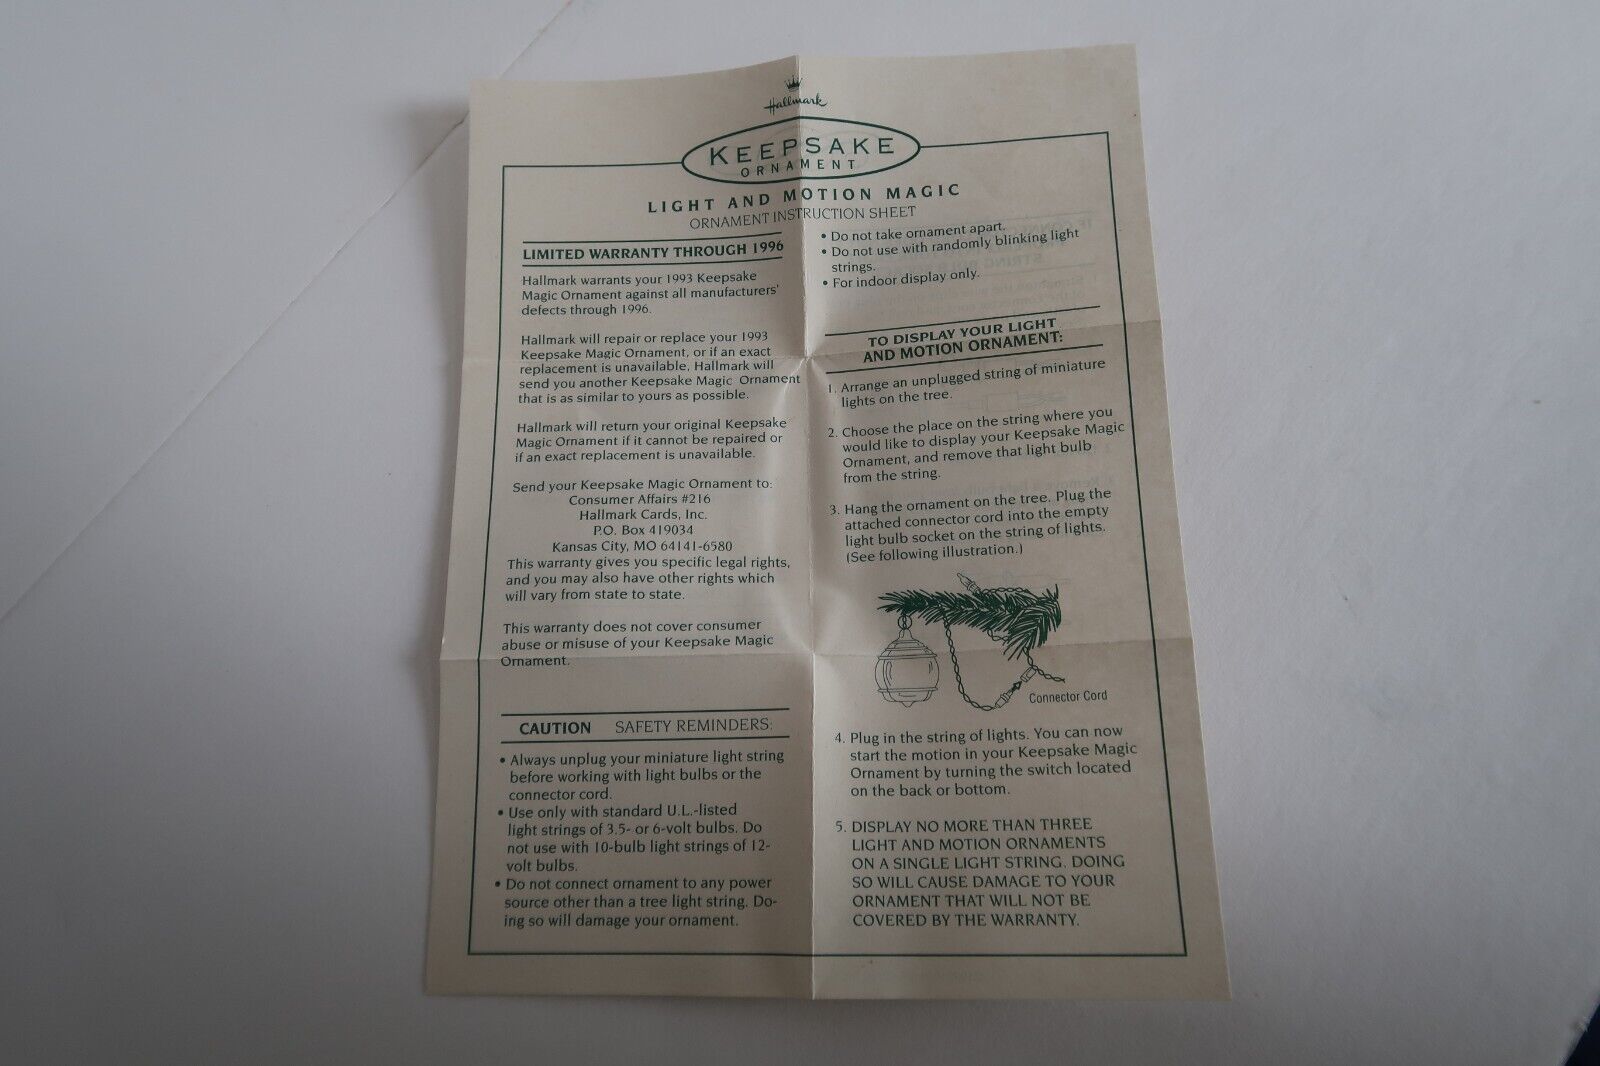 Hallmark
KEEPSAKE
ORNAMENT
LIGHT AND MOTION MAGIC
ORNAMENT INSTRUCTION SHEET
LIMITED WARRANTY THROUGH 1996
Hallmark warrants your 1993 Keepsake
Magic Ornament against all manufacturers'
defects through 1996.
Hallmark will repair or replace your 1993
Keepsake Magic Ornament, or if an exact
replacement is unavailable, Hallmark will
send you another Keepsake Magic Ornament
that is as similar to yours as possible.
Hallmark will return your original Keepsake
Magic Ornament if it cannot be repaired or
if an exact replacement is unavailable.
Send your Keepsake Magic Ornament to:
Consumer Affairs #216
Hallmark Cards, Inc.
P.O. Box 419034
Kansas City, MO 64141-6580
This warranty gives you specific legal rights,
and you may also have other rights which
will vary from state to state.
This warranty does not cover consumer
abuse or misuse of your Keepsake Magic
Ornament.
CAUTION SAFETY REMINDERS:
• Always unplug your miniature light string
before working with light bulbs or the
connector cord.
• Use only with standard U.L.-listed
light strings of 3.5- or 6-volt bulbs. Do
not use with 10-bulb light strings of 12-
volt bulbs.
• Do not connect ornament to any power
source other than a tree light string. Do-
ing so will damage your ornament.
• Do not take ornament apart.
• Do not use with randomly blinking light
strings.
• For indoor display only.
TO DISPLAY YOUR LIGHT
AND MOTION ORNAMENT:
1. Arrange an unplugged string of miniature
lights on the tree.
2. Choose the place on the string where you
would like to display your Keepsake Magic
Ornament, and remove that light bulb
from the string.
3. Hang the ornament on the tree. Plug the
attached connector cord into the empty
light bulb socket on the string of lights.
(See following illustration.)
Connector Cord
4. Plug in the string of lights. You can now
start the motion in your Keepsake Magic
Ornament by turning the switch located
on the back or bottom.
5. DISPLAY NO MORE THAN THREE
LIGHT AND MOTION ORNAMENTS
ON A SINGLE LIGHT STRING. DOING
SO WILL CAUSE DAMAGE TO YOUR
ORNAMENT THAT WILL NOT BE
COVERED BY THE WARRANTY.